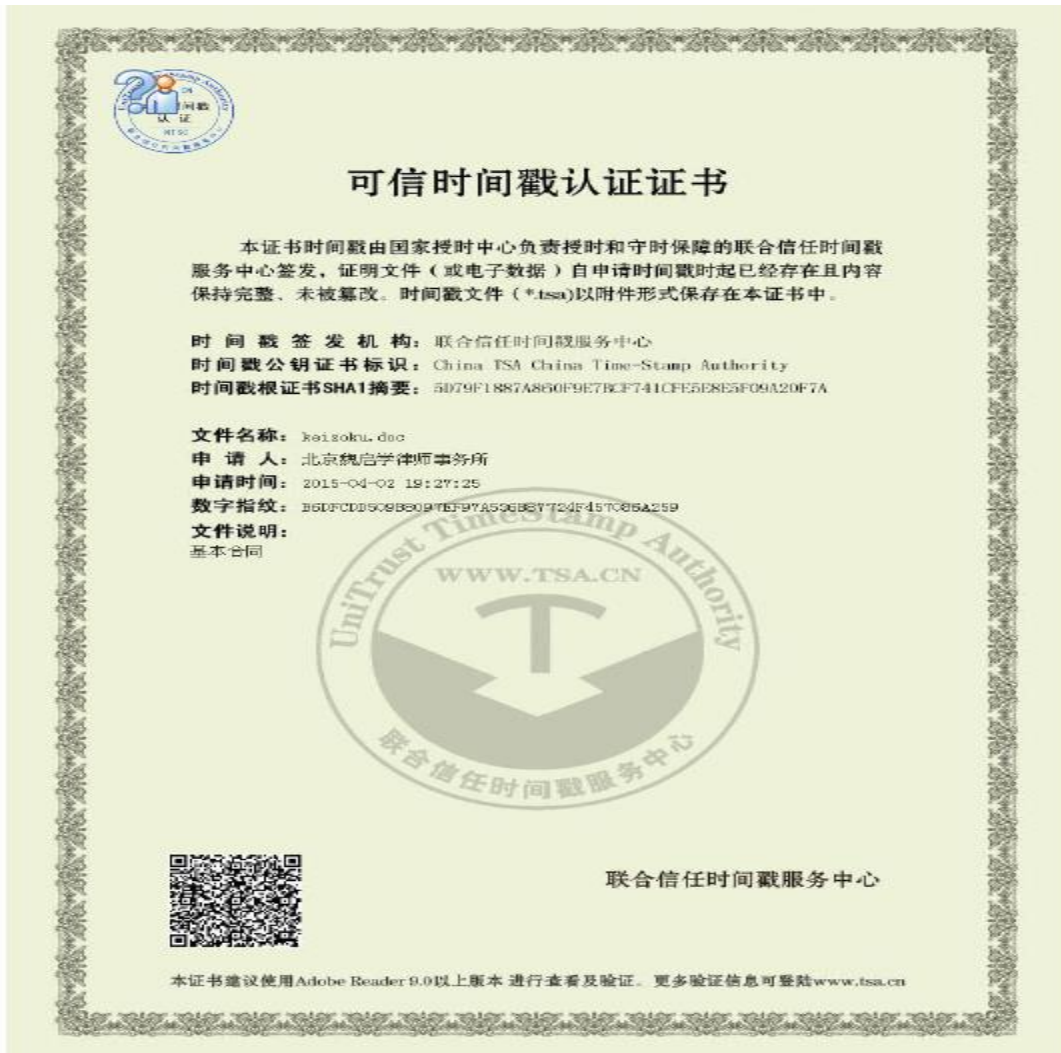 可信时间戳认证证书
本证书时间戳由国家授时中心负责授时和守时保障的联合信任时间戳
服务中心签发，证明文件（或电子数据）自申请时间戳时起已经存在且内容
保持完整、未被篡改。时间戳文件（*.tsa)以附件形式保存在本证书中。
时间戳签发机构：联合信任时间戳服务中心
时间戳公钥证书标识：China TSA China Time-Stamp Authority
时间戳根证书SHA1摘要：
文件名称：keizoku.doc
申请人：北京魏启学律师事务所
申请时间：2015-04-02 19:27:25
数字指纹：
文件说明：
基本合同
UniTrust TimeStamp Authority
WWW.TSA.CN
联合信任时间戳服务中心
联合信任时间戳服务中心
本证书建议使用Adobe Reader 9.0以上版本 进行查看及验证。更多验证信息可登陆www.tsa.cn